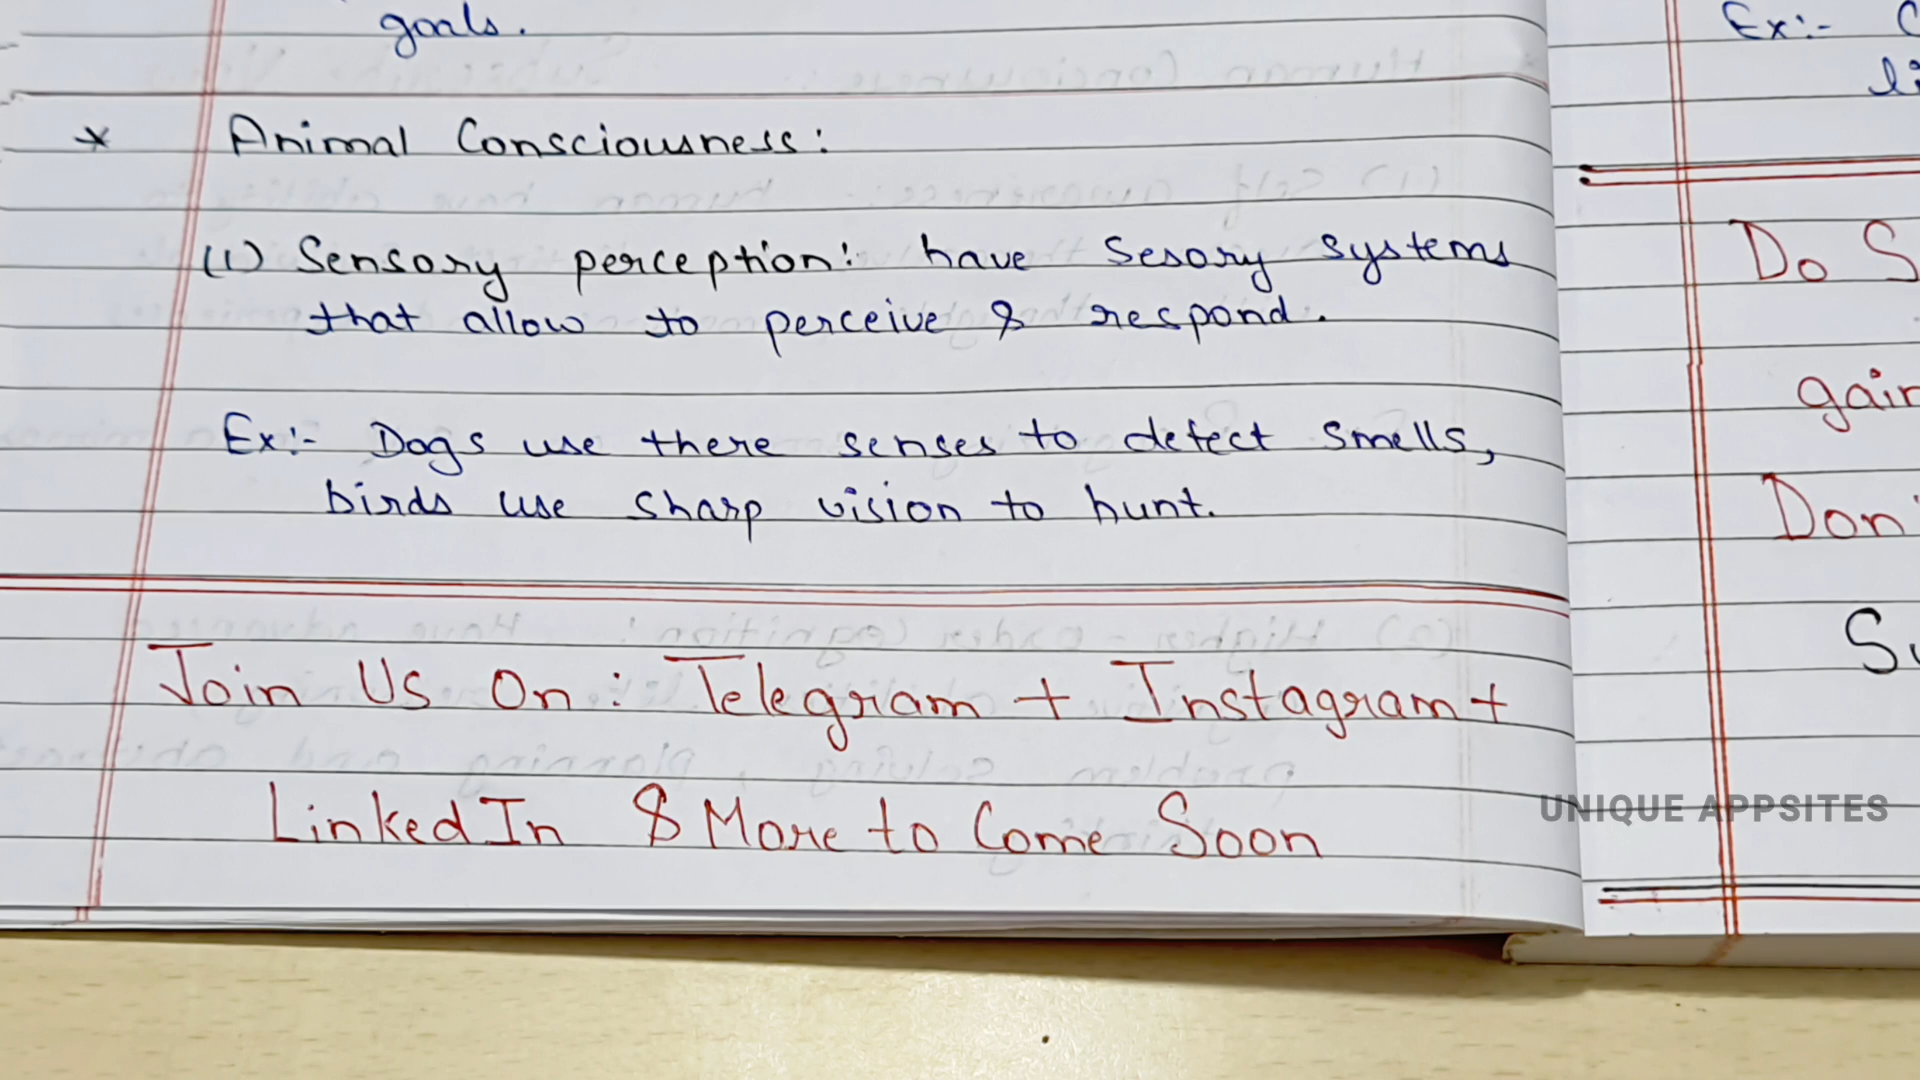 goals.
* Animal Consciousness:
(1) Sensory perception: have Sesory systems
that allow to perceive & respond.
Ex:- Dogs use there senses to detect smells,
birds use sharp vision to hunt.
Join Us On: Telegram + Instagram +
LinkedIn & More to Come Soon
Ex:- C
li
Do S
gain
Don'
Su
UNIQUE APPSITES